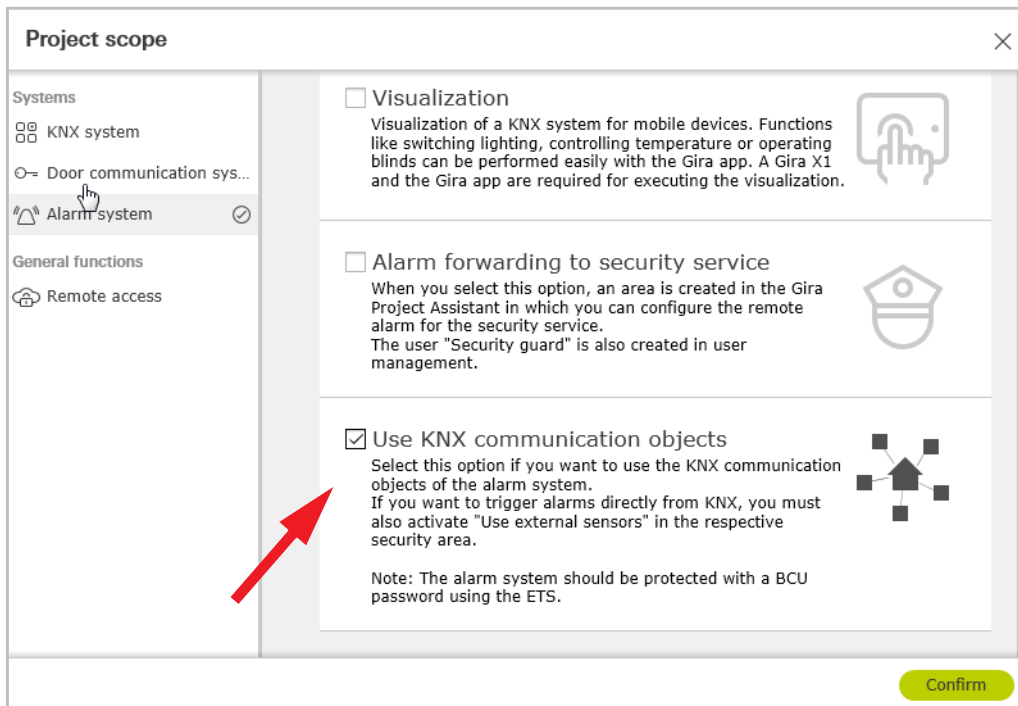 Project scope
Systems
KNX system
Door communication sys...
Alarm system
General functions
Remote access
Visualization
Visualization of a KNX system for mobile devices. Functions
like switching lighting, controlling temperature or operating
blinds can be performed easily with the Gira app. A Gira X1
and the Gira app are required for executing the visualization.
Alarm forwarding to security service
When you select this option, an area is created in the Gira
Project Assistant in which you can configure the remote
alarm for the security service.
The user "Security guard" is also created in user
management.
Use KNX communication objects
Select this option if you want to use the KNX communication
objects of the alarm system.
If you want to trigger alarms directly from KNX, you must
also activate "Use external sensors" in the respective
security area.
Note: The alarm system should be protected with a BCU
password using the ETS.
Confirm